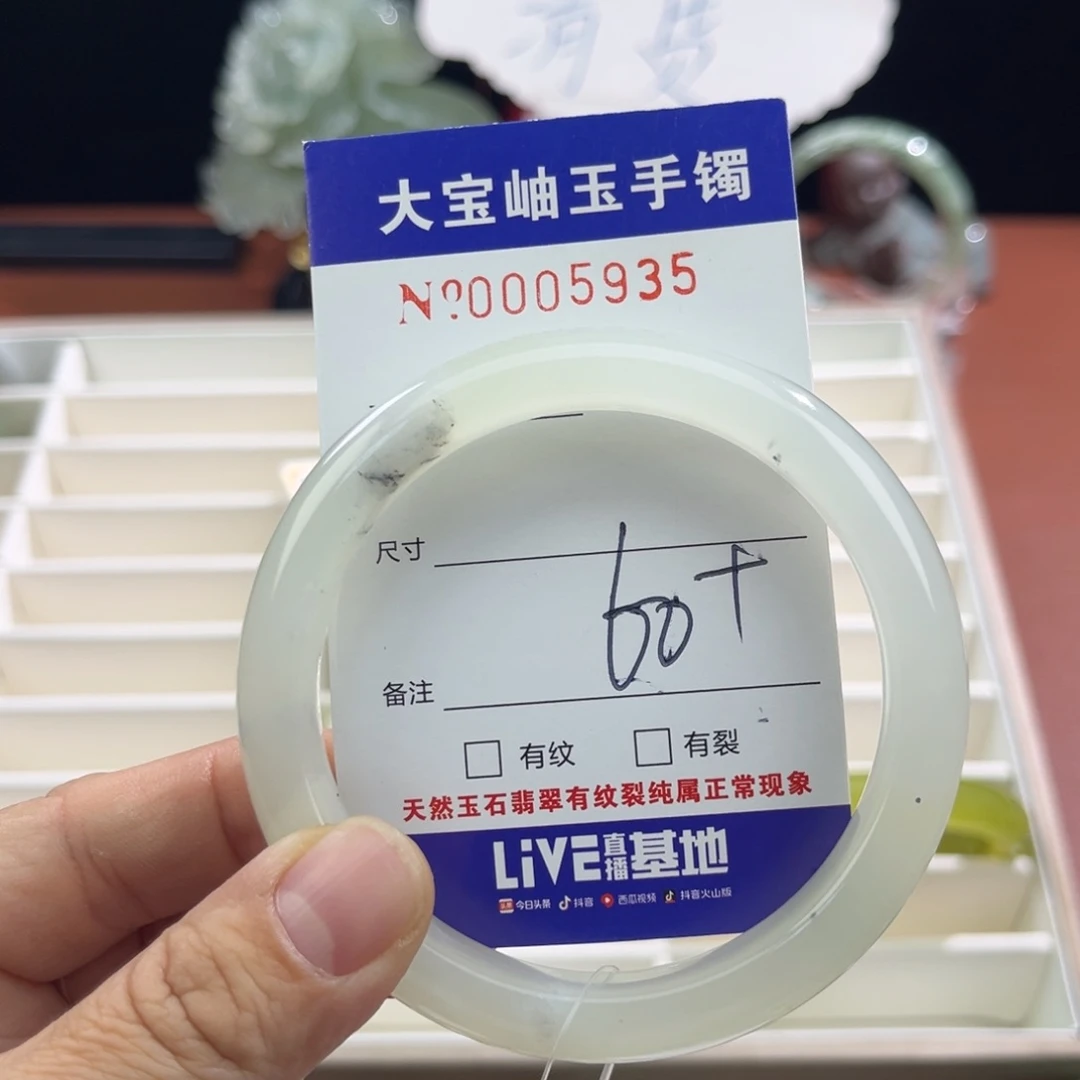 大宝岫玉手镯
Nº0005935
尺寸
60+
备注
有纹 有裂
天然玉石翡翠有纹裂纯属正常现象
LiVE直播基地
今日头条 抖音 西瓜视频 抖音火山版